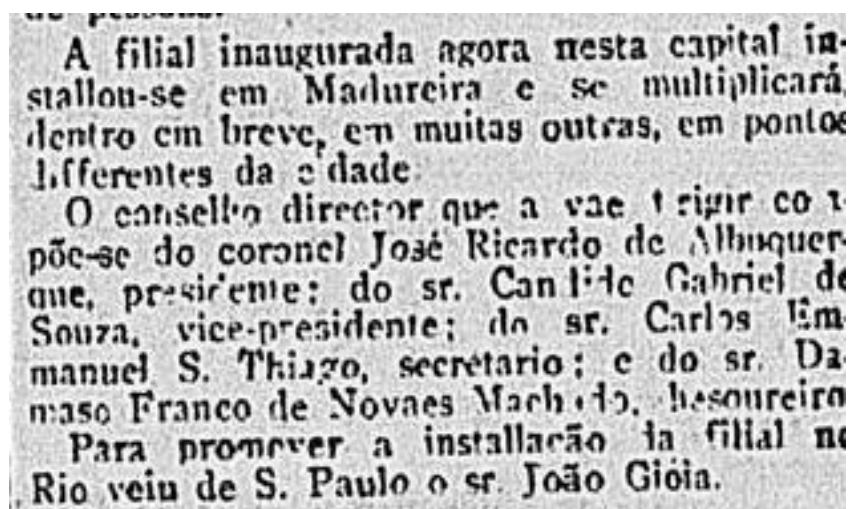 de pessoas.
A filial inaugurada agora nesta capital in-
stallou-se em Madureira e se multiplicará,
dentro em breve, em muitas outras, em pontos
differentes da cidade.
O conselho director que a vae dirigir com-
põe-se do coronel José Ricardo de Albuquer-
que, presidente; do sr. Candido Gabriel de
Souza, vice-presidente; do sr. Carlos Em-
manuel S. Thiago, secretario; e do sr. Da-
maso Franco de Novaes Machado, thesoureiro
Para promover a installação da filial no
Rio veiu de S. Paulo o sr. João Gióia.